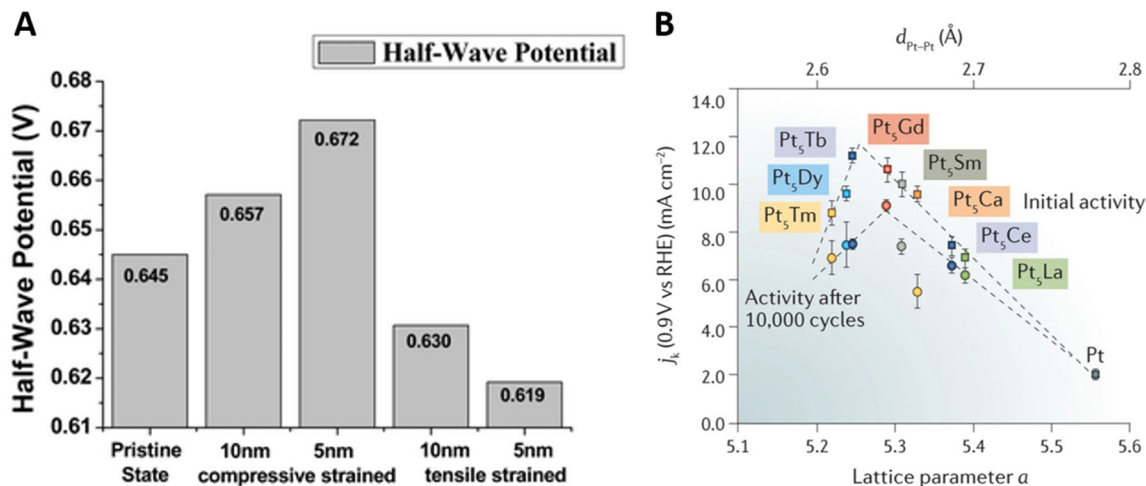 A
Half-Wave Potential
Half-Wave Potential (V)
0.68
0.67
0.66
0.65
0.64
0.63
0.62
0.61
0.645
0.657
0.672
0.630
0.619
Pristine State
10nm 5nm
compressive strained
10nm 5nm
tensile strained
B
d Pt–Pt (Å)
2.6 2.7 2.8
j k (0.9 V vs RHE) (mA cm⁻²)
14.0
12.0
10.0
8.0
6.0
4.0
2.0
0.0
Pt₅Tb
Pt₅Gd
Pt₅Dy
Pt₅Sm
Pt₅Tm
Pt₅Ca
Initial activity
Pt₅Ce
Pt₅La
Activity after
10,000 cycles
Pt
5.1 5.2 5.3 5.4 5.5 5.6
Lattice parameter a